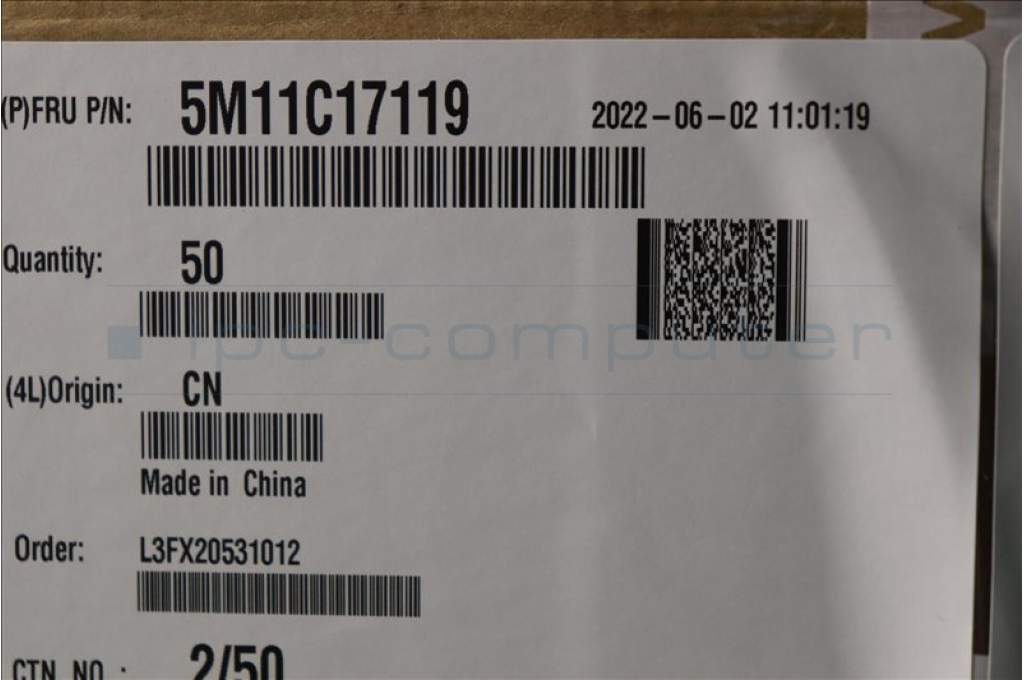 (P)FRU P/N: 5M11C17119 2022-06-02 11:01:19
Quantity: 50
ipc-computer
(4L)Origin: CN
Made in China
Order: L3FX20531012
CTN NO.: 2/50